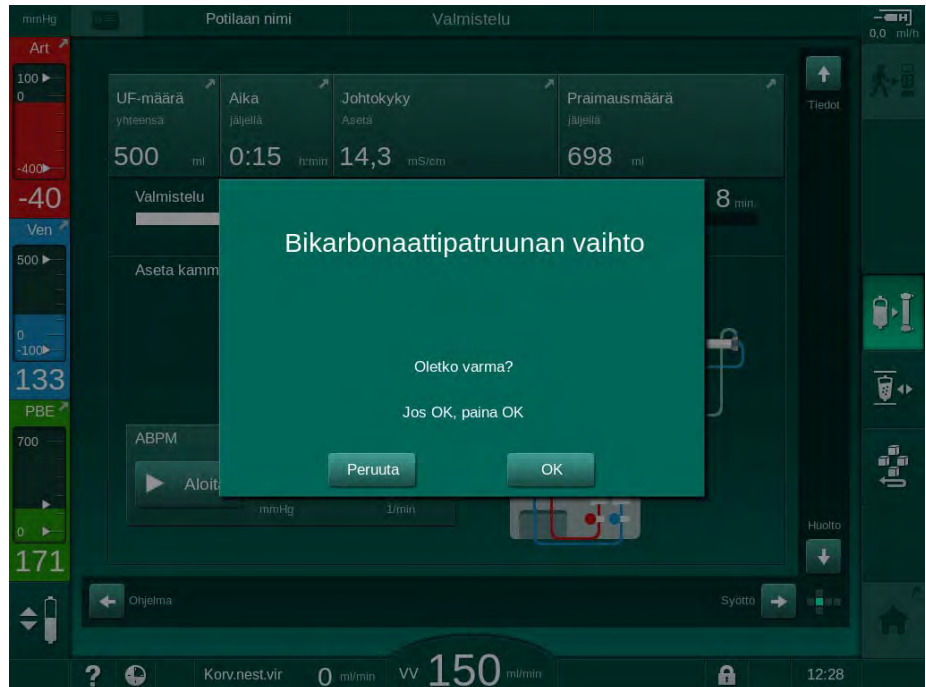 mmHg
Potilaan nimi
Valmistelu
0,0 ml/h
Art
100
0
-400
-40
Ven
500
0
-100
133
PBE
700
0
171
UF-määrä
yhteensä
500 ml
Aika
jäljellä
0:15 h:min
Johtokyky
Aseta
14,3 mS/cm
Praimausmäärä
jäljellä
698 ml
Tiedot
Valmistelu
8 min.
Aseta kamm
Bikarbonaattipatruunan vaihto
Oletko varma?
Jos OK, paina OK
Peruuta
OK
ABPM
Aloit
mmHg
1/min
Huolto
Ohjelma
Syöttö
? Korv.nest.vir 0 ml/min VV 150 ml/min
12:28